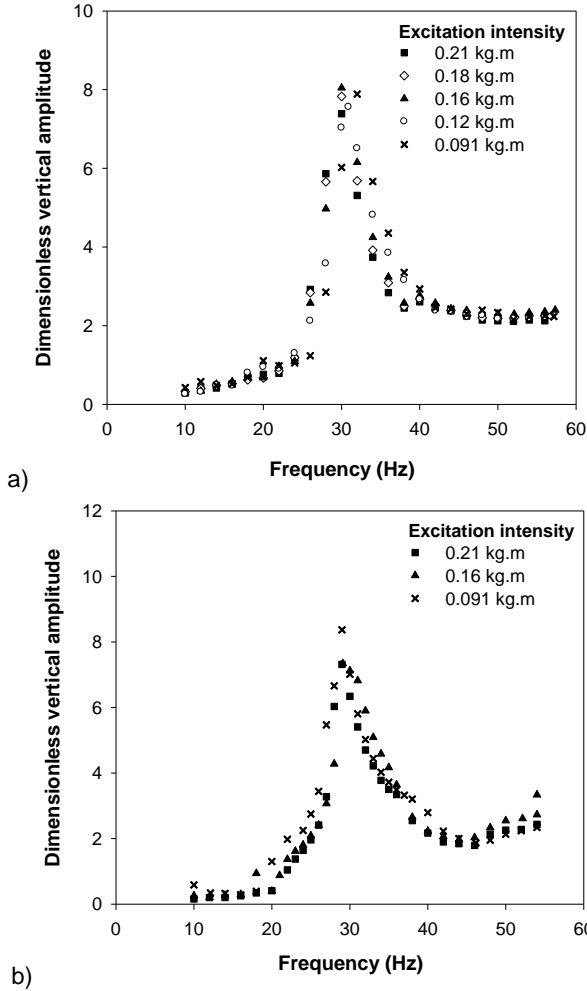 10
8
6
4
2
0
Dimensionless vertical amplitude
Excitation intensity
0.21 kg.m
0.18 kg.m
0.16 kg.m
0.12 kg.m
0.091 kg.m
0 10 20 30 40 50 60
Frequency (Hz)
a)
12
10
8
6
4
2
0
Dimensionless vertical amplitude
Excitation intensity
0.21 kg.m
0.16 kg.m
0.091 kg.m
0 10 20 30 40 50 60
Frequency (Hz)
b)